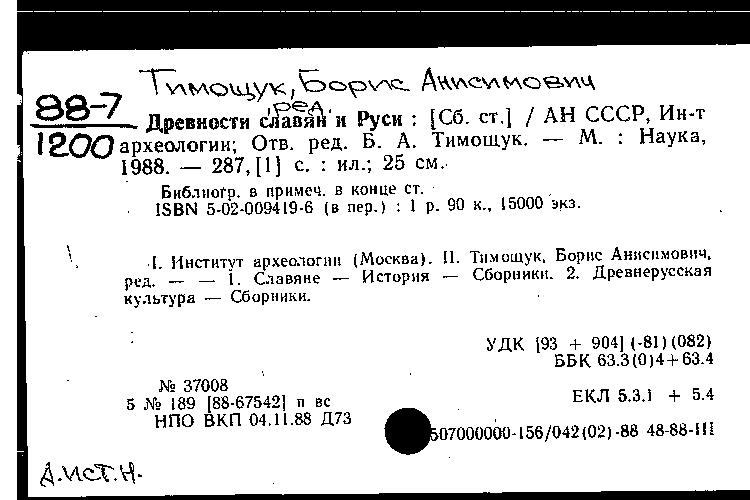 Тимощук, Борис Анисимович
, ред.
88-7
1200
Древности славян и Руси : [Сб. ст.] / АН СССР, Ин-т
археологии; Отв. ред. Б. А. Тимощук. — М. : Наука,
1988. — 287, [1] с. : ил.; 25 см.
Библиогр. в примеч. в конце ст.
ISBN 5-02-009419-6 (в пер.) : 1 р. 90 к., 15000 экз.
I. Институт археологии (Москва). II. Тимощук, Борис Анисимович,
ред. — — 1. Славяне — История — Сборники. 2. Древнерусская
культура — Сборники.
УДК [93 + 904] (-81) (082)
ББК 63.3(0)4+63.4
№ 37008
5 № 189 [88-67542] п вс
НПО ВКП 04.11.88 Д73
ЕКЛ 5.3.1 + 5.4
507000000-156/042(02)-88 48-88-III
Д.ист.н.